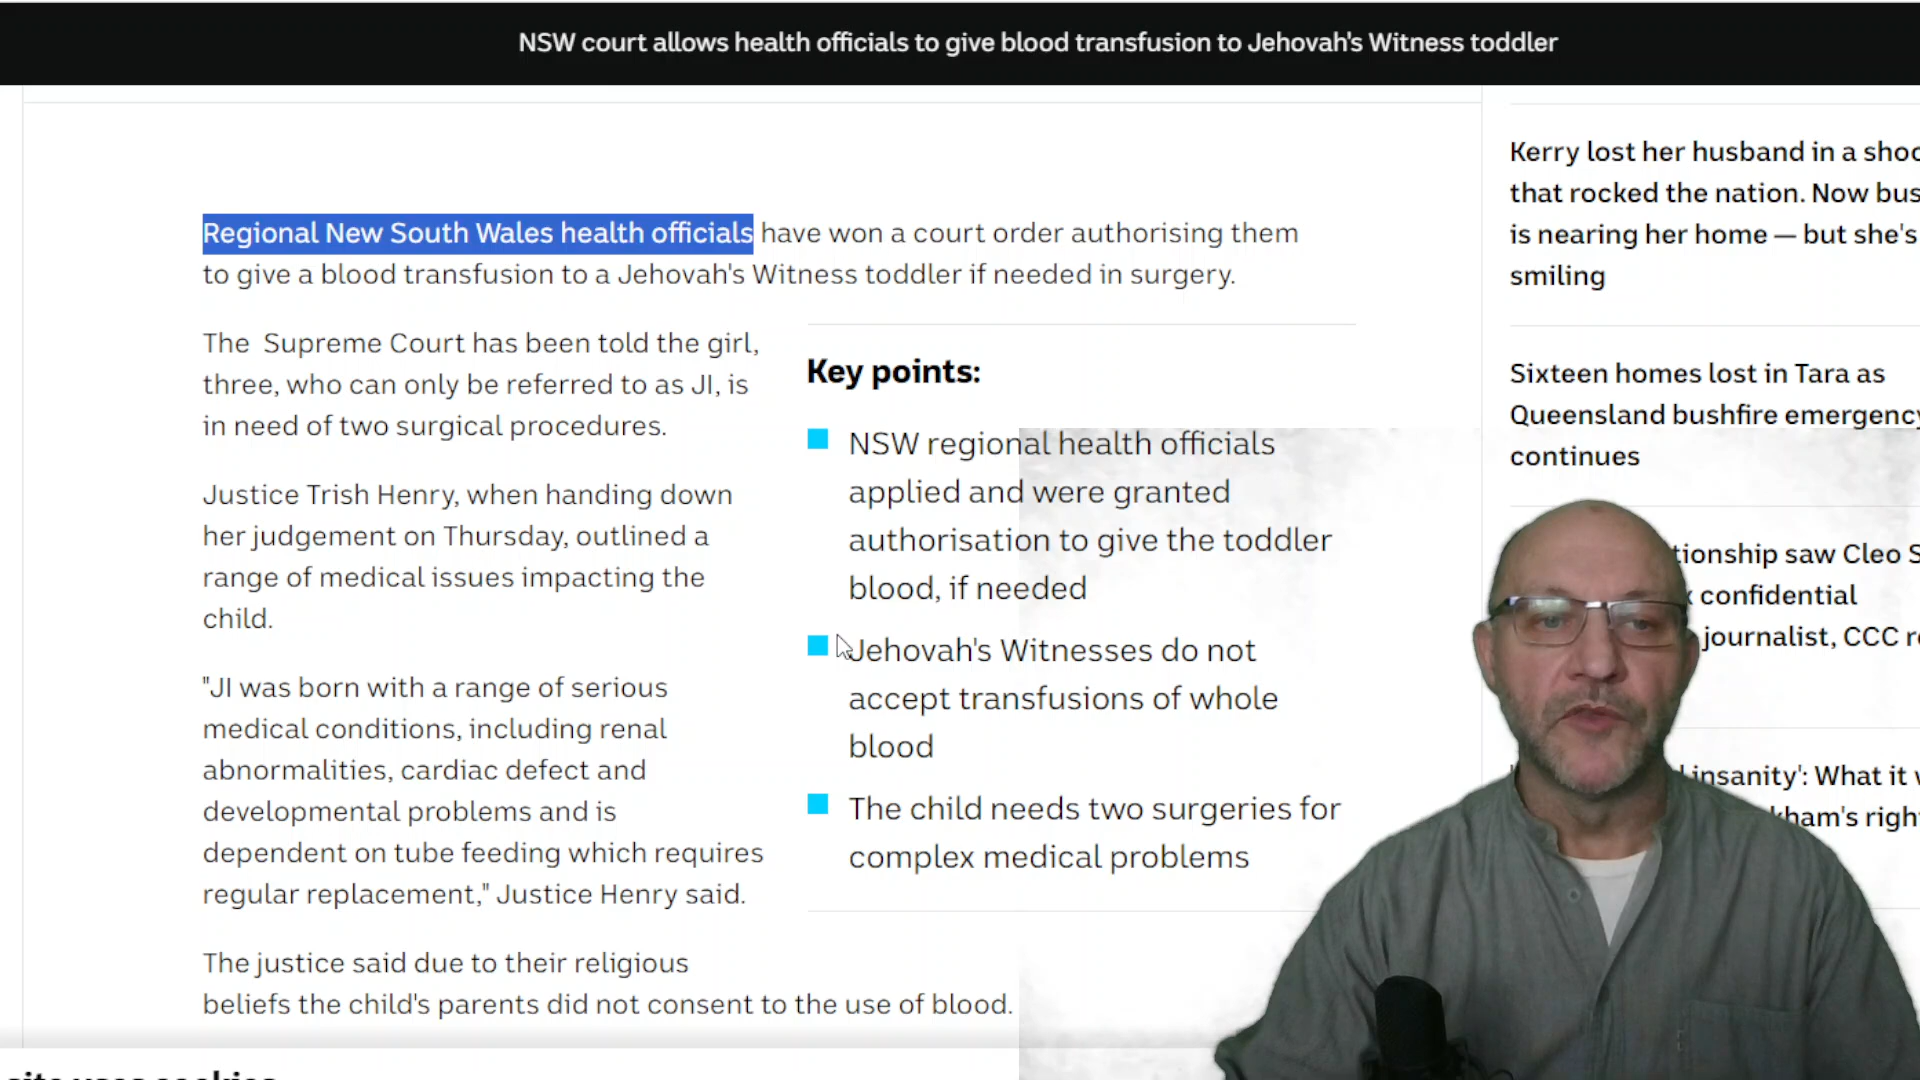 NSW court allows health officials to give blood transfusion to Jehovah's Witness toddler
Regional New South Wales health officials have won a court order authorising them
to give a blood transfusion to a Jehovah's Witness toddler if needed in surgery.
The Supreme Court has been told the girl,
three, who can only be referred to as JI, is
in need of two surgical procedures.
Justice Trish Henry, when handing down
her judgement on Thursday, outlined a
range of medical issues impacting the
child.
"JI was born with a range of serious
medical conditions, including renal
abnormalities, cardiac defect and
developmental problems and is
dependent on tube feeding which requires
regular replacement," Justice Henry said.
The justice said due to their religious
beliefs the child's parents did not consent to the use of blood.
Key points:
NSW regional health officials
applied and were granted
authorisation to give the toddler
blood, if needed
Jehovah's Witnesses do not
accept transfusions of whole
blood
The child needs two surgeries for
complex medical problems
Kerry lost her husband in a
that rocked the nation. Now
is nearing her home — but she's
smiling
Sixteen homes lost in Tara as
Queensland bushfire emergency
continues
saw Cleo
confidential
journalist, CCC
insanity': What it
site uses cookies